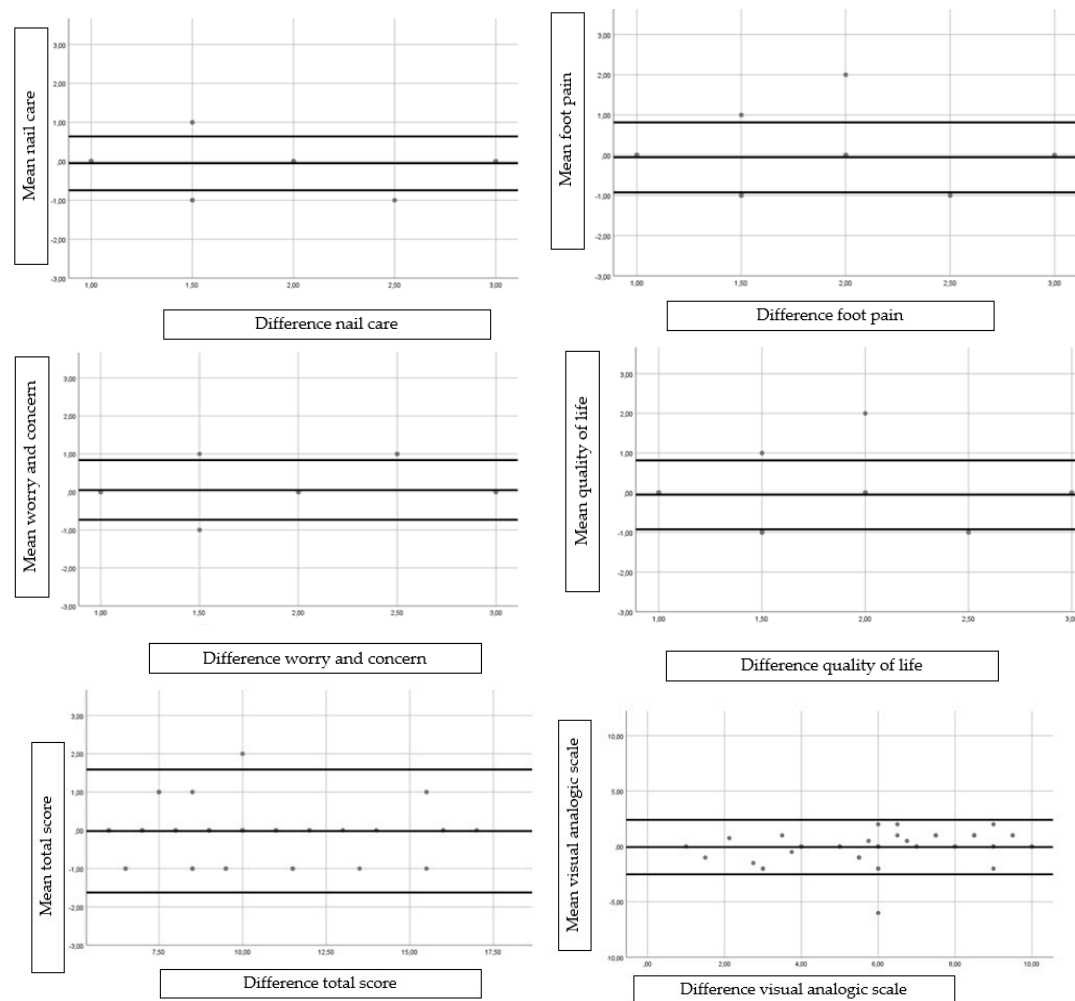 Mean nail care
3,00
2,00
1,00
,00
-1,00
-2,00
-3,00
1,00 1,50 2,00 2,50 3,00
Difference nail care
Mean foot pain
3,00
2,00
1,00
,00
-1,00
-2,00
-3,00
1,00 1,50 2,00 2,50 3,00
Difference foot pain
Mean worry and concern
3,00
2,00
1,00
,00
-1,00
-2,00
-3,00
1,00 1,50 2,00 2,50 3,00
Difference worry and concern
Mean quality of life
3,00
2,00
1,00
,00
-1,00
-2,00
-3,00
1,00 1,50 2,00 2,50 3,00
Difference quality of life
Mean total score
3,00
2,00
1,00
,00
-1,00
-2,00
-3,00
7,50 10,00 12,50 15,00 17,50
Difference total score
Mean visual analogic scale
10,00
5,00
,00
-5,00
-10,00
,00 2,00 4,00 6,00 8,00 10,00
Difference visual analogic scale